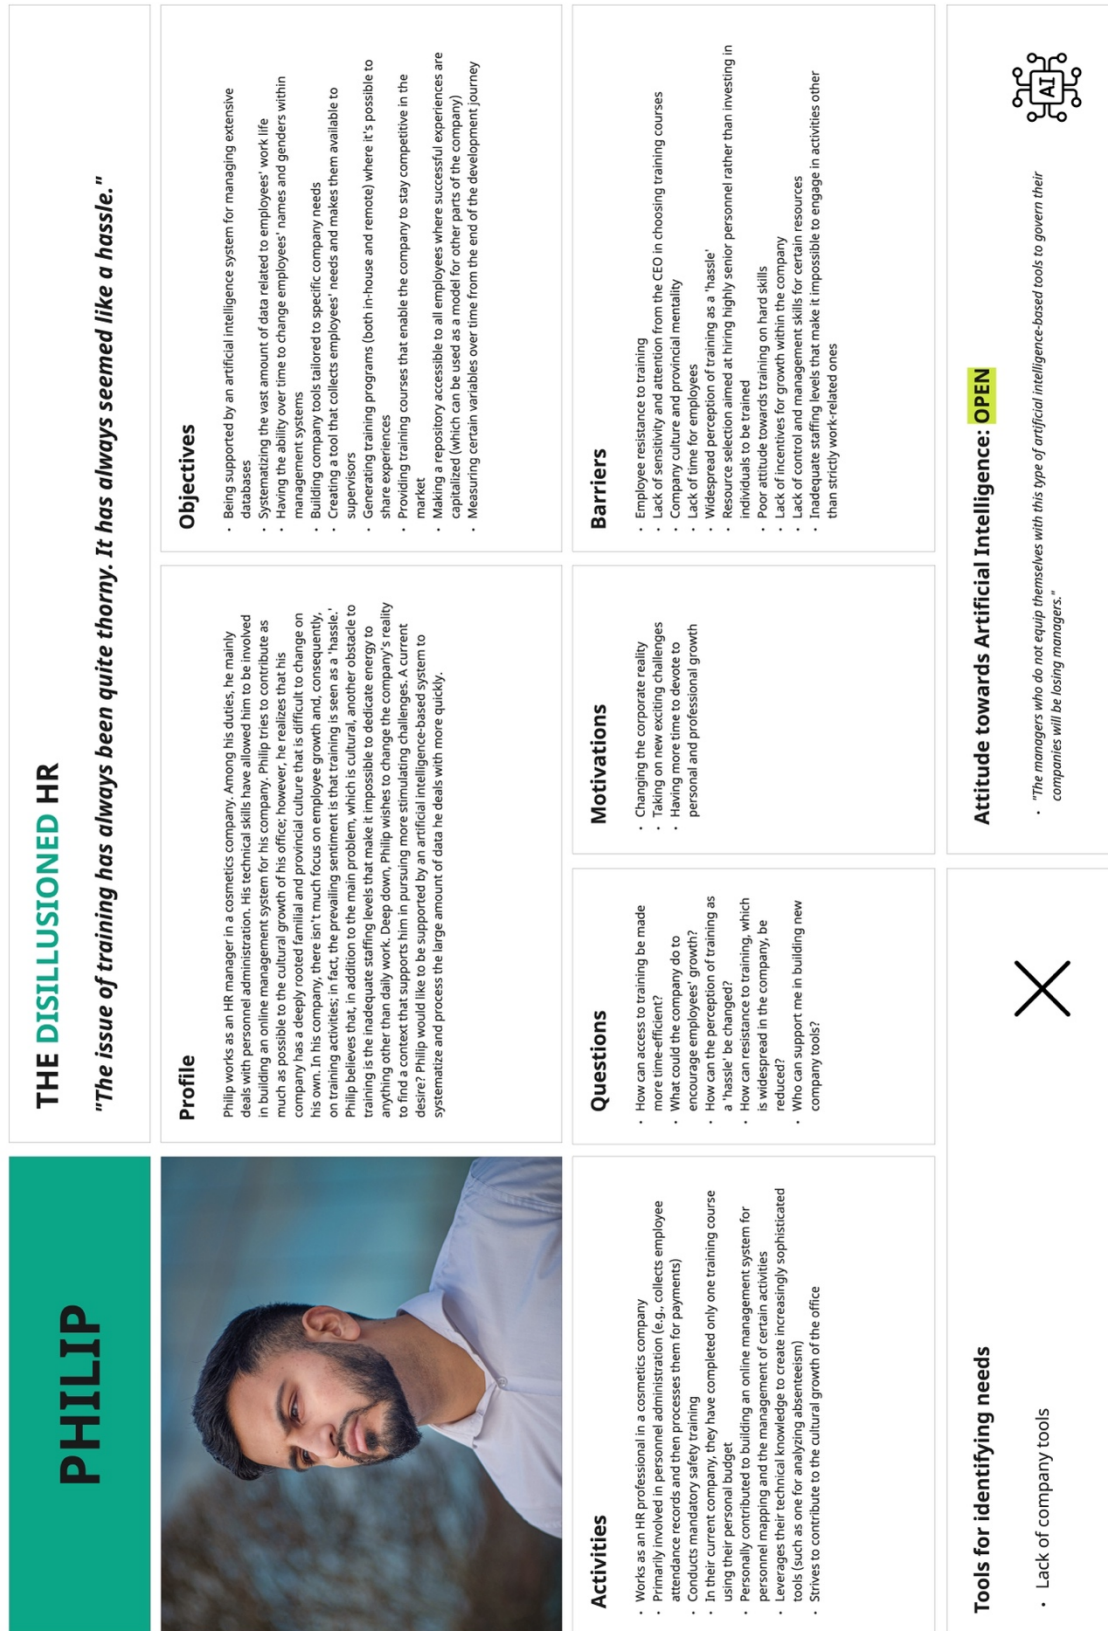 PHILIP
THE DISILLUSIONED HR
"The issue of training has always been quite thorny. It has always seemed like a hassle."
Profile
Philip works as an HR manager in a cosmetics company. Among his duties, he mainly
deals with personnel administration. His technical skills have allowed him to be involved
in building an online management system for his company. Philip tries to contribute as
much as possible to the cultural growth of his office; however, he realizes that his
company has a deeply rooted familial and provincial culture that is difficult to change on
his own. In his company, there isn't much focus on employee growth and, consequently,
on training activities; in fact, the prevailing sentiment is that training is seen as a 'hassle.'
Philip believes that, in addition to the main problem, which is cultural, another obstacle to
training is the inadequate staffing levels that make it impossible to dedicate energy to
anything other than daily work. Deep down, Philip wishes to change the company's reality
to find a context that supports him in pursuing more stimulating challenges. A current
desire? Philip would like to be supported by an artificial intelligence-based system to
systematize and process the large amount of data he deals with more quickly.
Objectives
• Being supported by an artificial intelligence system for managing extensive
databases
• Systematizing the vast amount of data related to employees' work life
• Having the ability over time to change employees' names and genders within
management systems
• Building company tools tailored to specific company needs
• Creating a tool that collects employees' needs and makes them available to
supervisors
• Generating training programs (both in-house and remote) where it's possible to
share experiences
• Providing training courses that enable the company to stay competitive in the
market
• Making a repository accessible to all employees where successful experiences are
capitalized (which can be used as a model for other parts of the company)
• Measuring certain variables over time from the end of the development journey
Activities
• Works as an HR professional in a cosmetics company
• Primarily involved in personnel administration (e.g., collects employee
attendance records and then processes them for payments)
• Conducts mandatory safety training
• In their current company, they have completed only one training course
using their personal budget
• Personally contributed to building an online management system for
personnel mapping and the management of certain activities
• Leverages their technical knowledge to create increasingly sophisticated
tools (such as one for analyzing absenteeism)
• Strives to contribute to the cultural growth of the office
Questions
• How can access to training be made
more time-efficient?
• What could the company do to
encourage employees' growth?
• How can the perception of training as
a 'hassle' be changed?
• How can resistance to training, which
is widespread in the company, be
reduced?
• Who can support me in building new
company tools?
Motivations
• Changing the corporate reality
• Taking on new exciting challenges
• Having more time to devote to
personal and professional growth
Barriers
• Employee resistance to training
• Lack of sensitivity and attention from the CEO in choosing training courses
• Company culture and provincial mentality
• Lack of time for employees
• Widespread perception of training as a 'hassle'
• Resource selection aimed at hiring highly senior personnel rather than investing in
individuals to be trained
• Poor attitude towards training on hard skills
• Lack of incentives for growth within the company
• Lack of control and management skills for certain resources
• Inadequate staffing levels that make it impossible to engage in activities other
than strictly work-related ones
Tools for identifying needs
• Lack of company tools
Attitude towards Artificial Intelligence: OPEN
• "The managers who do not equip themselves with this type of artificial intelligence-based tools to govern their
companies will be losing managers."
AI